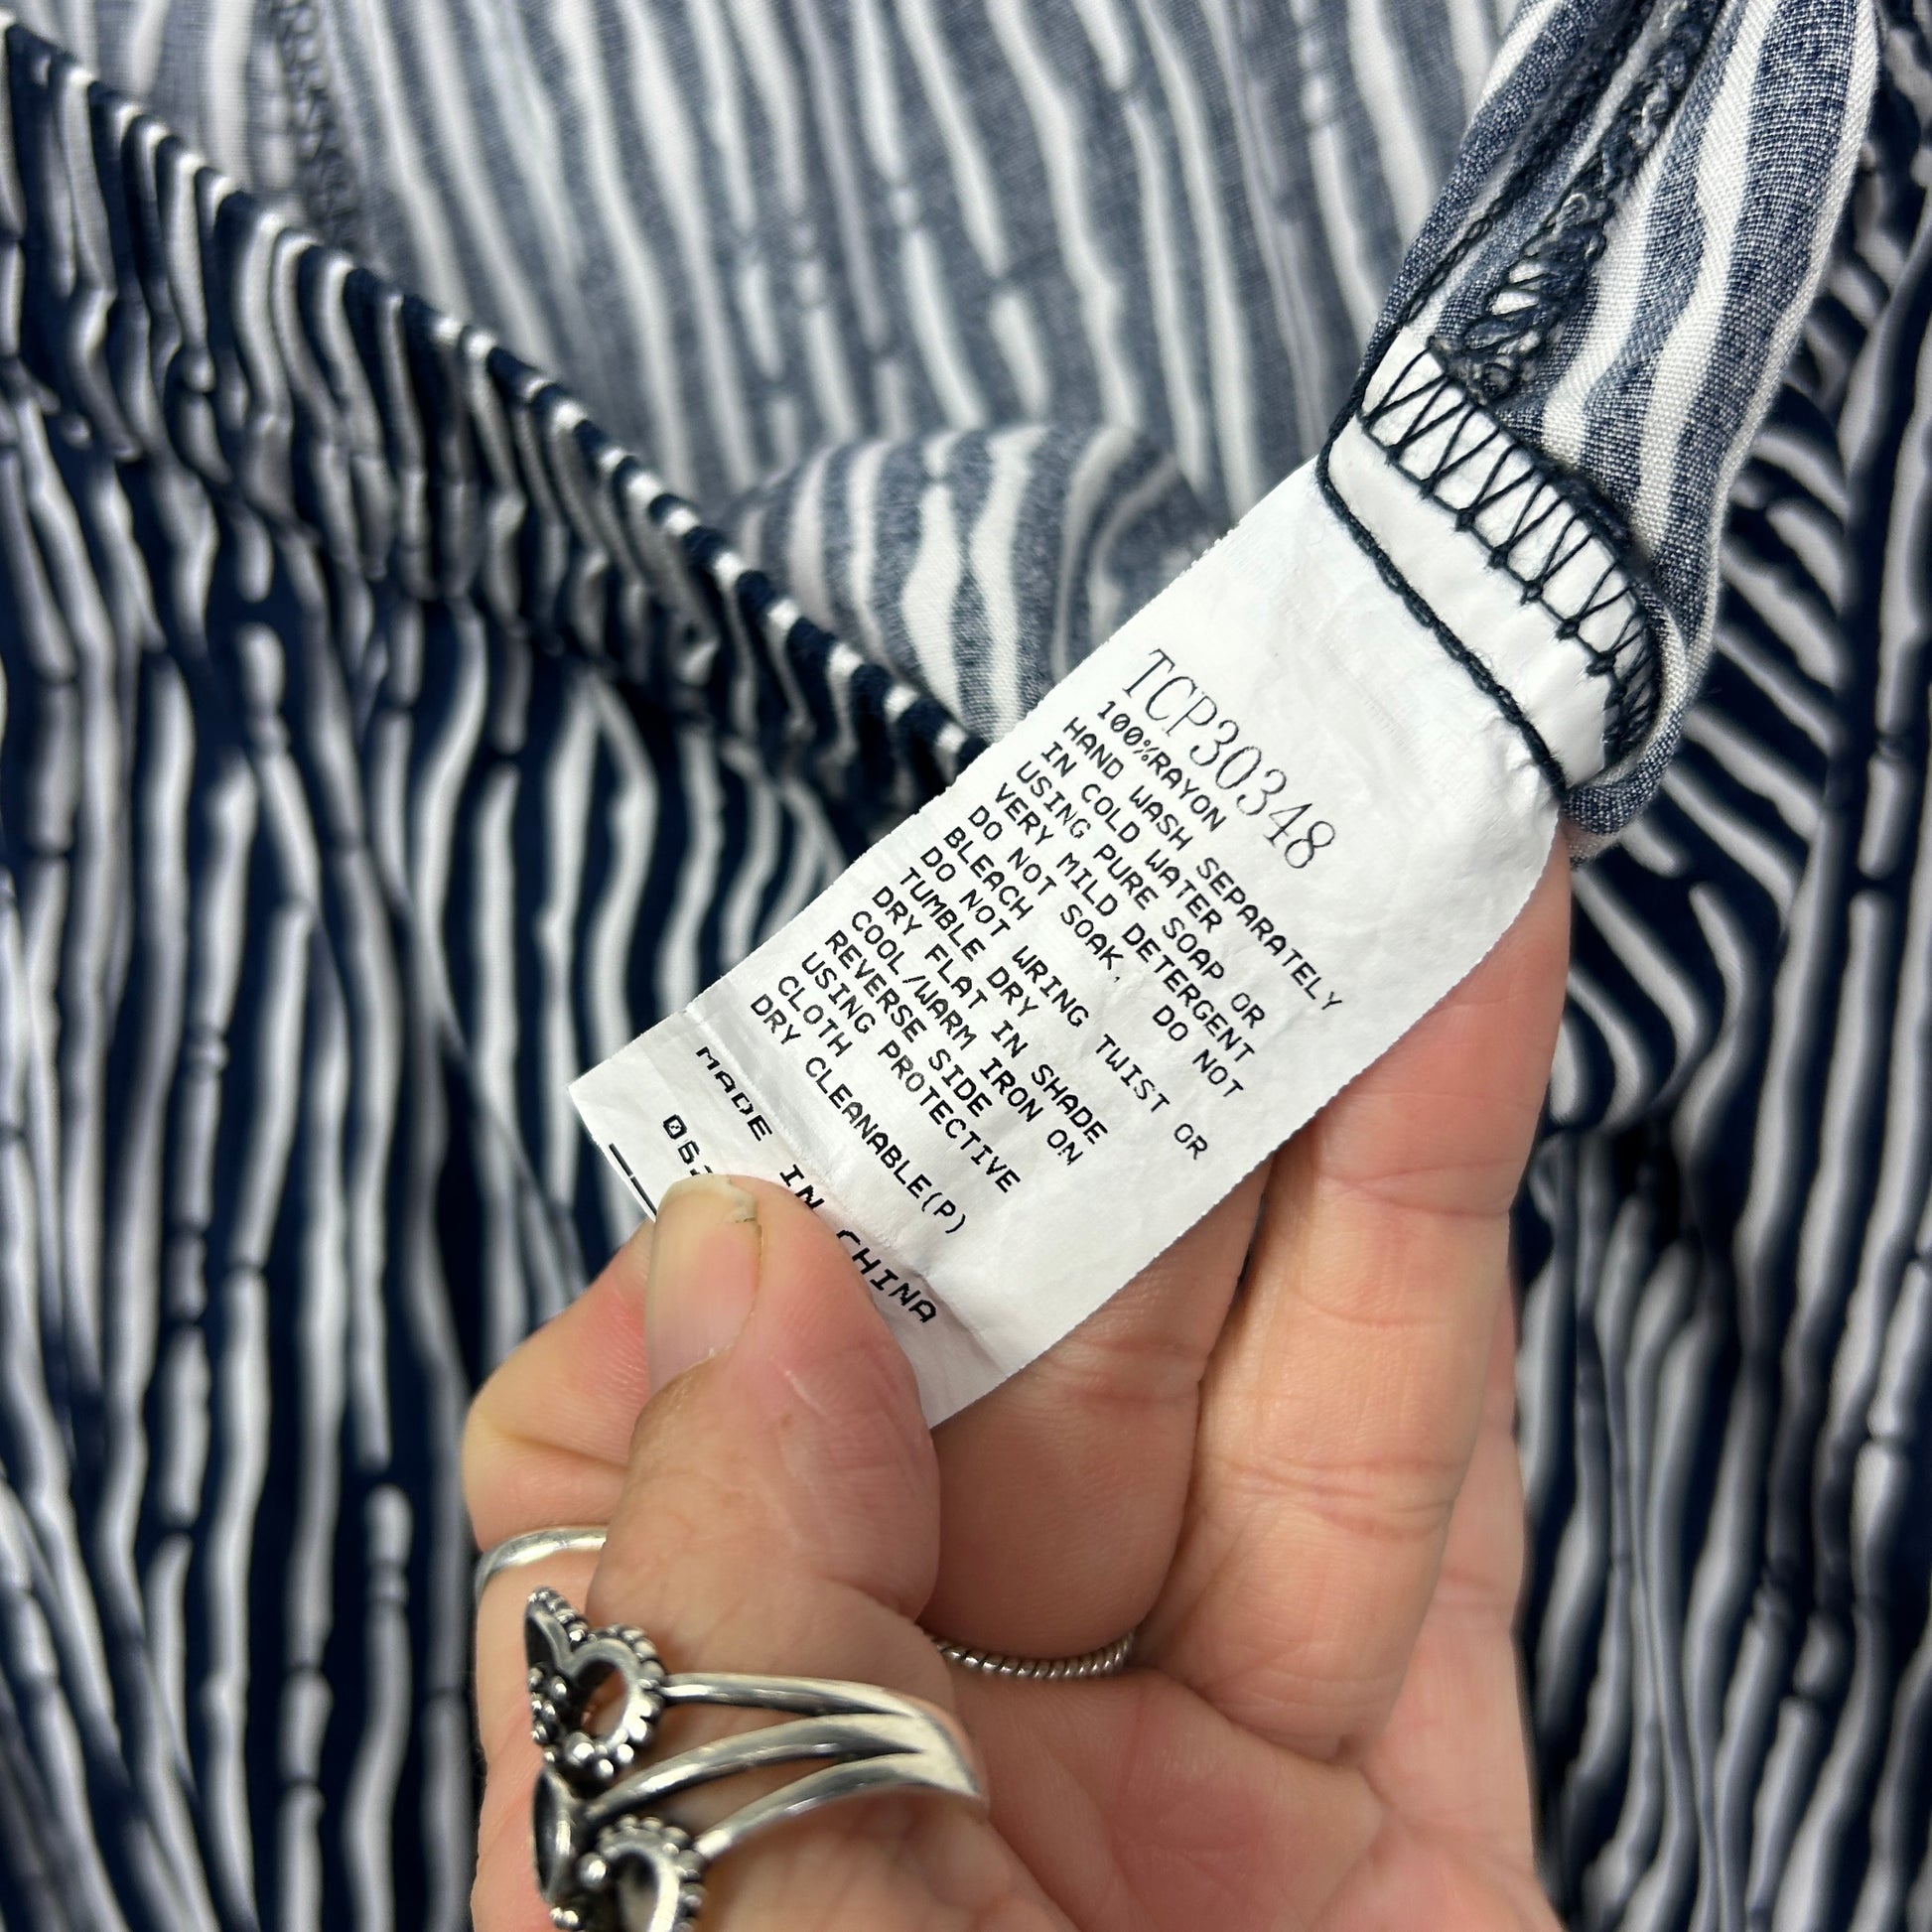 TCP30348
100%RAYON
HAND WASH SEPARATELY
IN COLD WATER
USING PURE SOAP OR
VERY MILD DETERGENT
DO NOT SOAK, DO NOT
BLEACH
DO NOT WRING TWIST OR
TUMBLE DRY
DRY FLAT IN SHADE
COOL/WARM IRON ON
REVERSE SIDE
USING PROTECTIVE
CLOTH
DRY CLEANABLE(P)
MADE IN CHINA